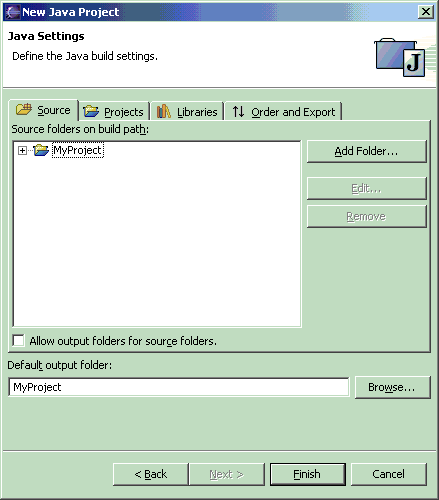 New Java Project
Java Settings
Define the Java build settings.
J
Source Projects Libraries Order and Export
Source folders on build path:
MyProject
Add Folder...
Edit...
Remove
Allow output folders for source folders.
Default output folder:
MyProject
Browse...
< Back
Next >
Finish
Cancel